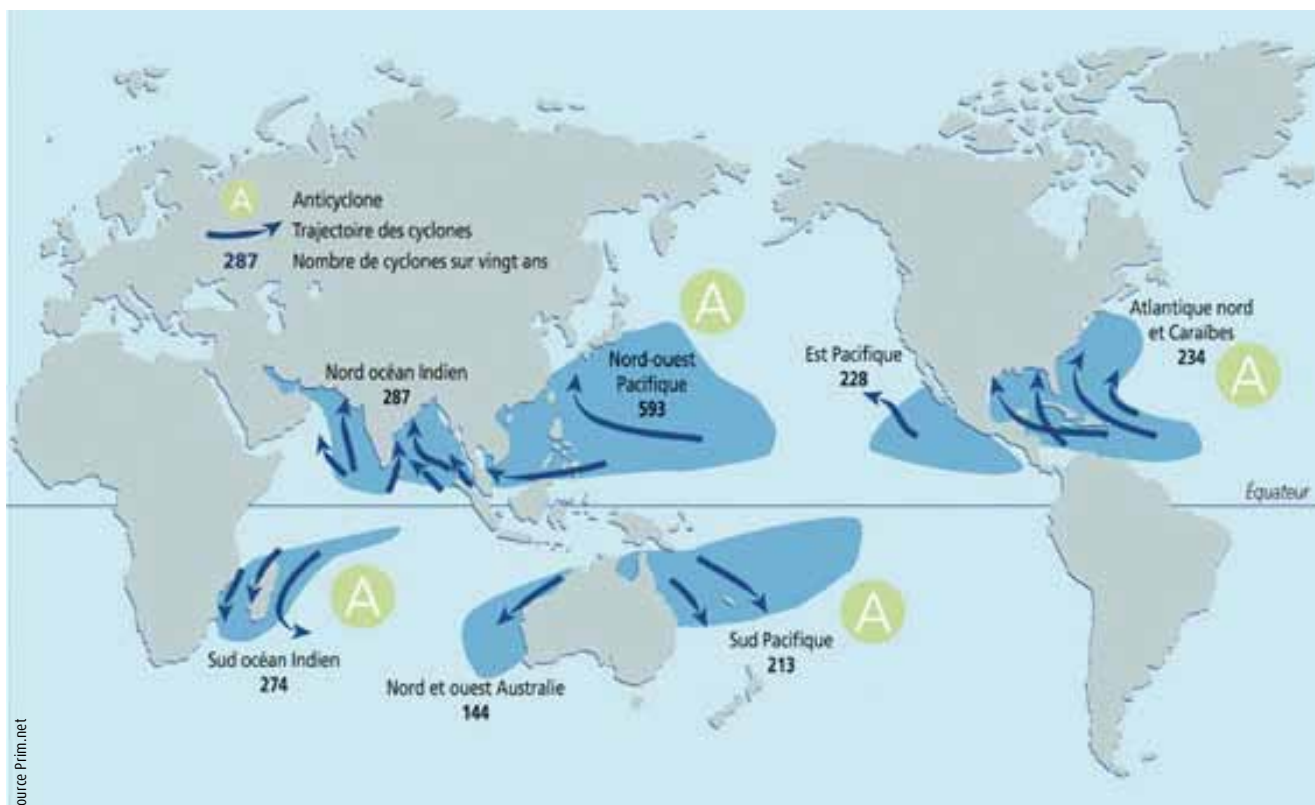 A
Anticyclone
Trajectoire des cyclones
287
Nombre de cyclones sur vingt ans
A
Atlantique nord
et Caraïbes
234
A
Est Pacifique
228
Nord-ouest
Pacifique
593
Nord océan Indien
287
Équateur
A
A
Sud océan Indien
274
Nord et ouest Australie
144
Sud Pacifique
213
ource Prim.net